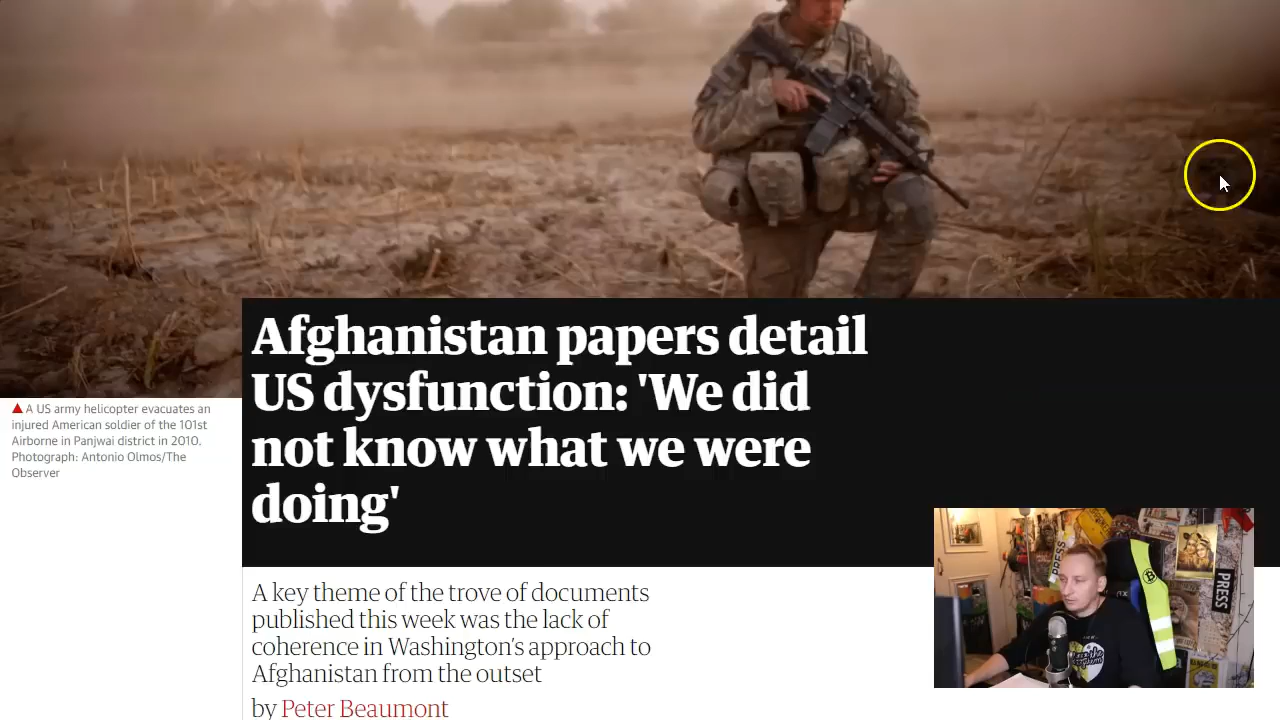 Afghanistan papers detail
US dysfunction: 'We did
not know what we were
doing'
▲ A US army helicopter evacuates an
injured American soldier of the 101st
Airborne in Panjwai district in 2010.
Photograph: Antonio Olmos/The
Observer
A key theme of the trove of documents
published this week was the lack of
coherence in Washington's approach to
Afghanistan from the outset
by Peter Beaumont
PRESS
PRESS